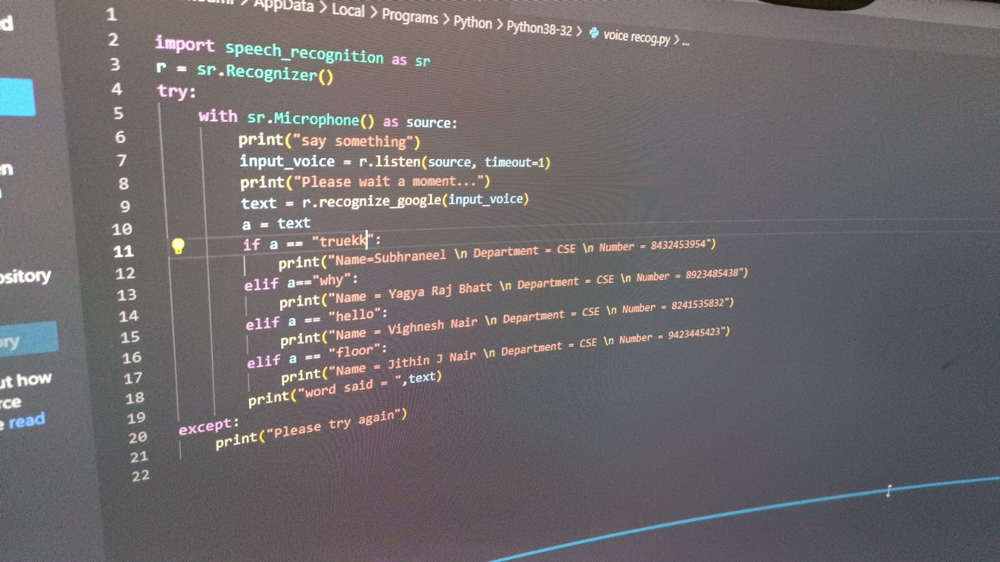 AppData > Local > Programs > Python > Python38-32 > voice recog.py > ...
1
2 import speech_recognition as sr
3 r = sr.Recognizer()
4 try:
5 with sr.Microphone() as source:
6 print("say something")
7 input_voice = r.listen(source, timeout=1)
8 print("Please wait a moment...")
9 text = r.recognize_google(input_voice)
10 a = text
11 if a == "truekk":
12 print("Name=Subhraneel \n Department = CSE \n Number = 8432453954")
13 elif a=="why":
14 print("Name = Yagya Raj Bhatt \n Department = CSE \n Number = 8923485438")
15 elif a == "hello":
16 print("Name = Vighnesh Nair \n Department = CSE \n Number = 8241535832")
17 elif a == "floor":
18 print("Name = Jithin J Nair \n Department = CSE \n Number = 9423445423")
19 print("word said = ",text)
20 except:
21 print("Please try again")
22
how
read